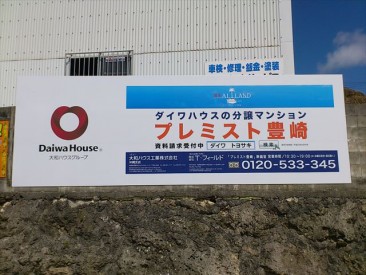 車検・修理・鈑金・塗装
ダイワハウスの分譲マンション
プレミスト豊崎
資料請求受付中 ダイワ トヨサキ 検索
Daiwa House®
大和ハウスグループ
大和ハウス工業株式会社
T・フィールド
0120-533-345